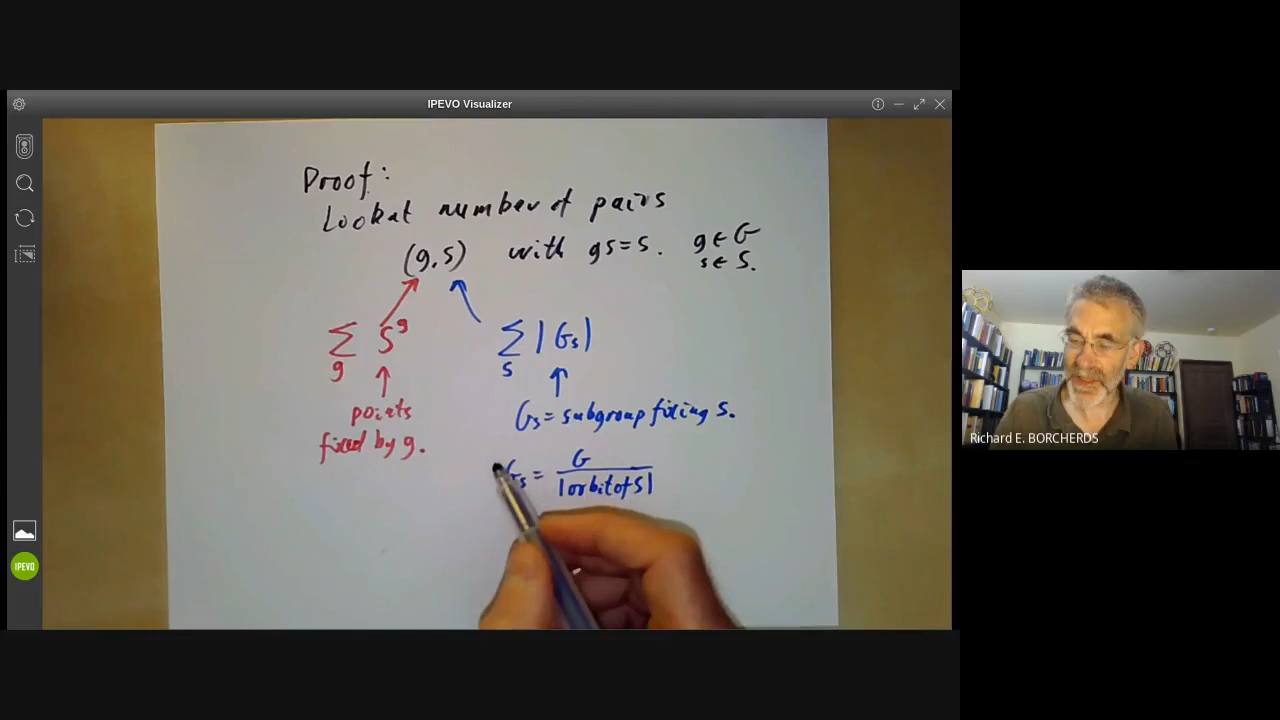 IPEVO Visualizer
Proof:
Look at number of pairs
(g,s) with gs=s. g∈G
s∈S.
∑ S^g
g
∑ |G_s|
s
points
fixed by g.
G_s = subgroup fixing s.
G_s = G
|orbit of S|
Richard E. BORCHERDS
IPEVO